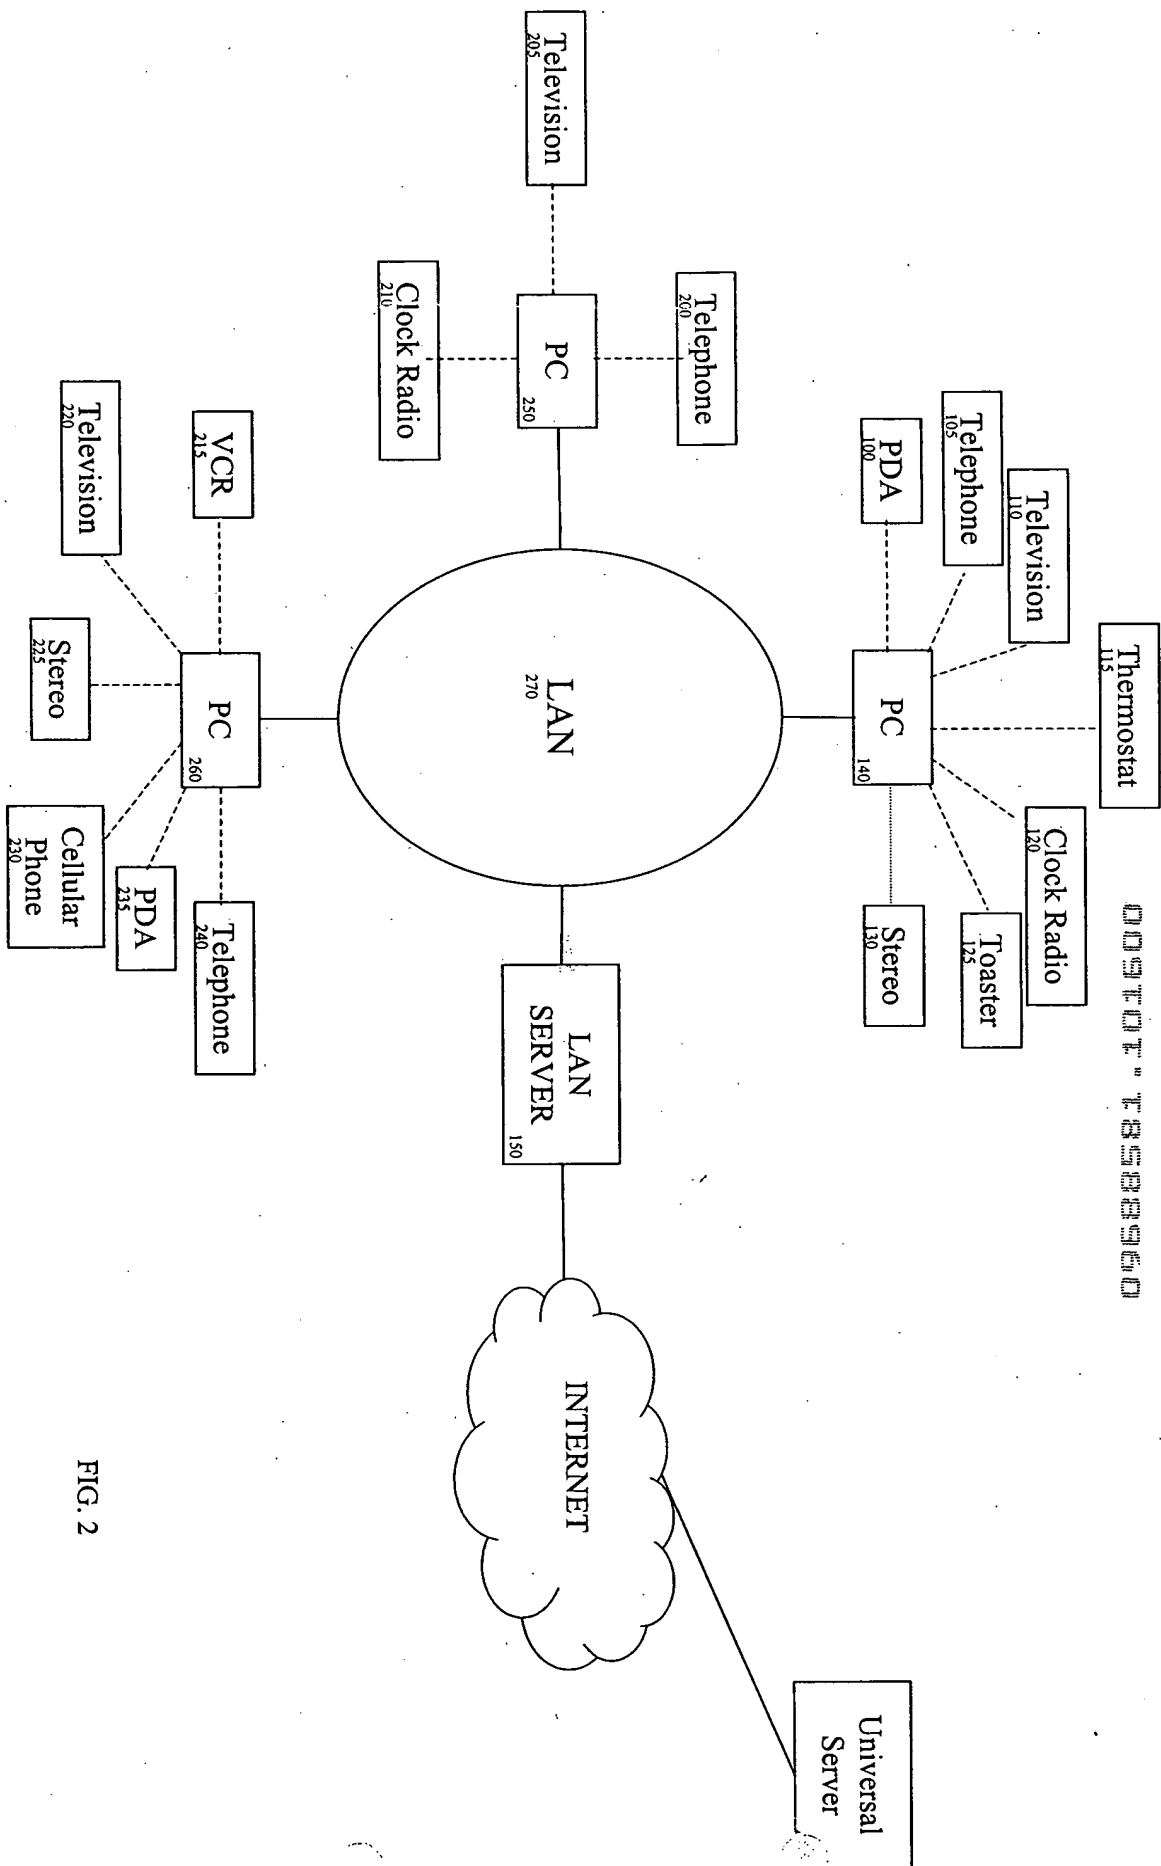 09688581.101600
Thermostat
115
Television
110
Clock Radio
120
Telephone
105
Toaster
125
PDA
100
PC
140
Stereo
130
Universal
Server
Telephone
200
Television
205
PC
250
Clock Radio
210
LAN
270
LAN
SERVER
150
INTERNET
VCR
215
PC
260
Telephone
240
Television
220
PDA
235
Stereo
225
Cellular
Phone
230
FIG. 2